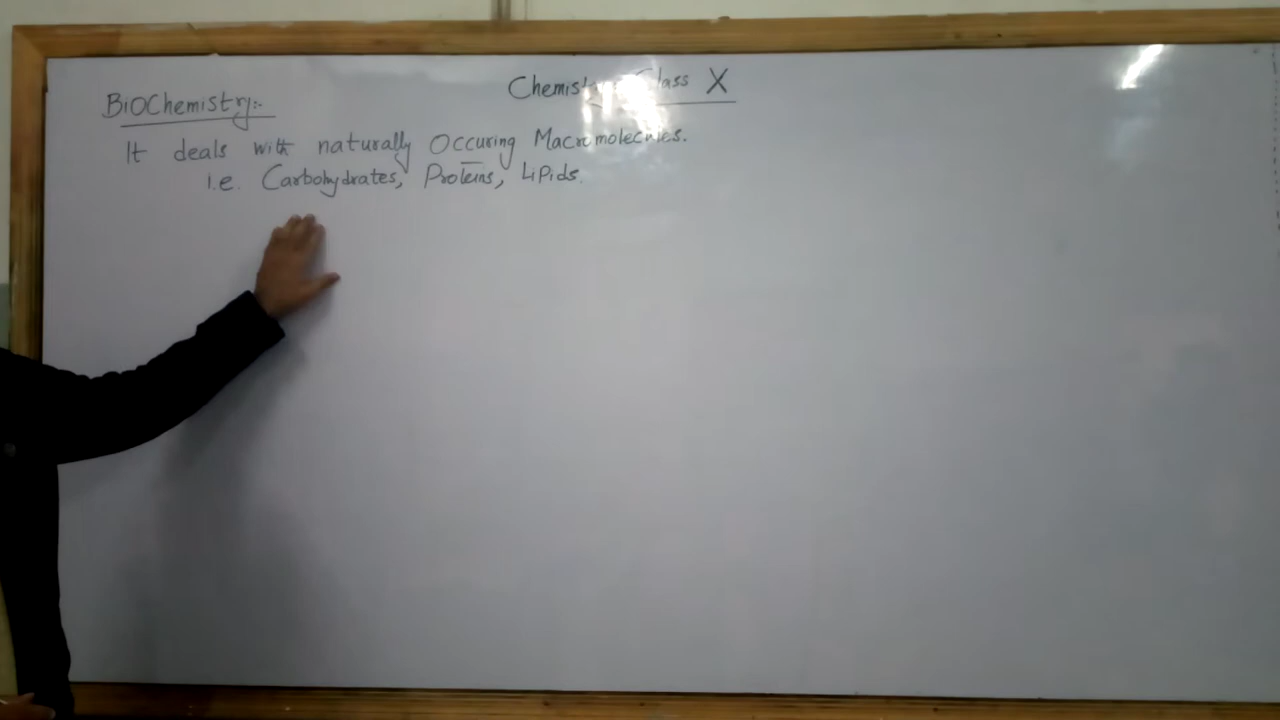 Chemistry Class X
BiOChemistry:-
It deals with naturally Occuring Macromolecules.
i.e. Carbohydrates, Proteins, Lipids.